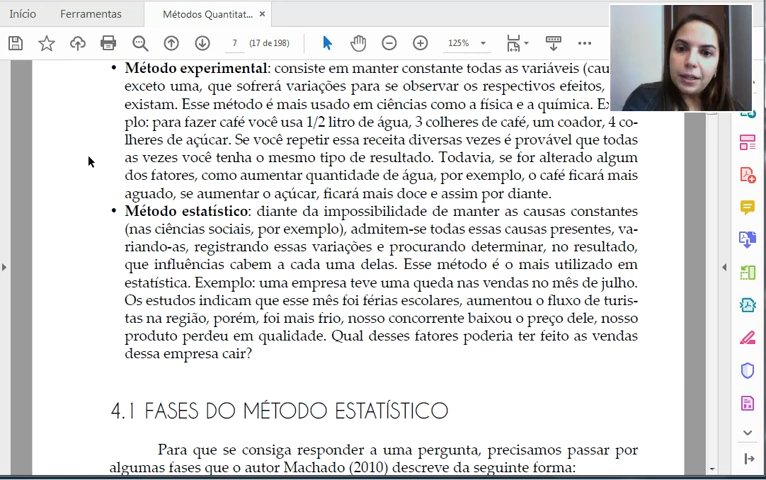 Início
Ferramentas
Métodos Quantitat...
×
7
(17 de 198)
125%
• Método experimental: consiste em manter constante todas as variáveis (cau
exceto uma, que sofrerá variações para se observar os respectivos efeitos,
existam. Esse método é mais usado em ciências como a física e a química. Ex
plo: para fazer café você usa 1/2 litro de água, 3 colheres de café, um coador, 4 co-
lheres de açúcar. Se você repetir essa receita diversas vezes é provável que todas
as vezes você tenha o mesmo tipo de resultado. Todavia, se for alterado algum
dos fatores, como aumentar quantidade de água, por exemplo, o café ficará mais
aguado, se aumentar o açúcar, ficará mais doce e assim por diante.
• Método estatístico: diante da impossibilidade de manter as causas constantes
(nas ciências sociais, por exemplo), admitem-se todas essas causas presentes, va-
riando-as, registrando essas variações e procurando determinar, no resultado,
que influências cabem a cada uma delas. Esse método é o mais utilizado em
estatística. Exemplo: uma empresa teve uma queda nas vendas no mês de julho.
Os estudos indicam que esse mês foi férias escolares, aumentou o fluxo de turis-
tas na região, porém, foi mais frio, nosso concorrente baixou o preço dele, nosso
produto perdeu em qualidade. Qual desses fatores poderia ter feito as vendas
dessa empresa cair?
4.1 FASES DO MÉTODO ESTATÍSTICO
Para que se consiga responder a uma pergunta, precisamos passar por
algumas fases que o autor Machado (2010) descreve da seguinte forma: